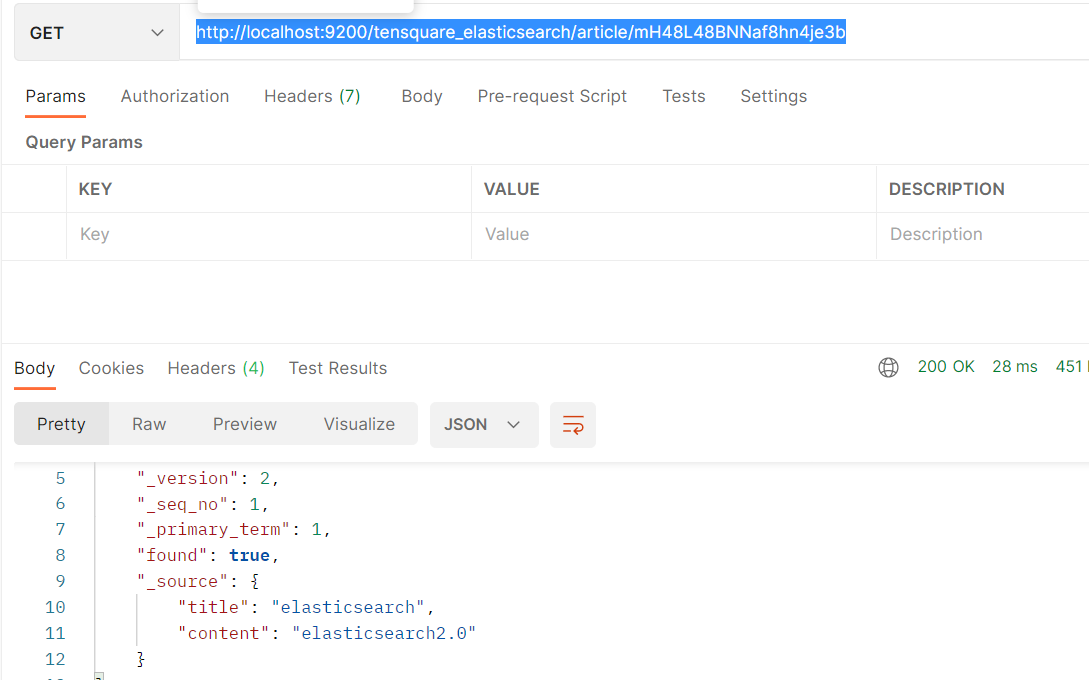 GET
http://localhost:9200/tensquare_elasticsearch/article/mH48L48BNNaf8hn4je3b
Params Authorization Headers (7) Body Pre-request Script Tests Settings
Query Params
KEY VALUE DESCRIPTION
Key Value Description
Body Cookies Headers (4) Test Results 200 OK 28 ms 451
Pretty Raw Preview Visualize JSON
5 "_version": 2,
6 "_seq_no": 1,
7 "_primary_term": 1,
8 "found": true,
9 "_source": {
10 "title": "elasticsearch",
11 "content": "elasticsearch2.0"
12 }